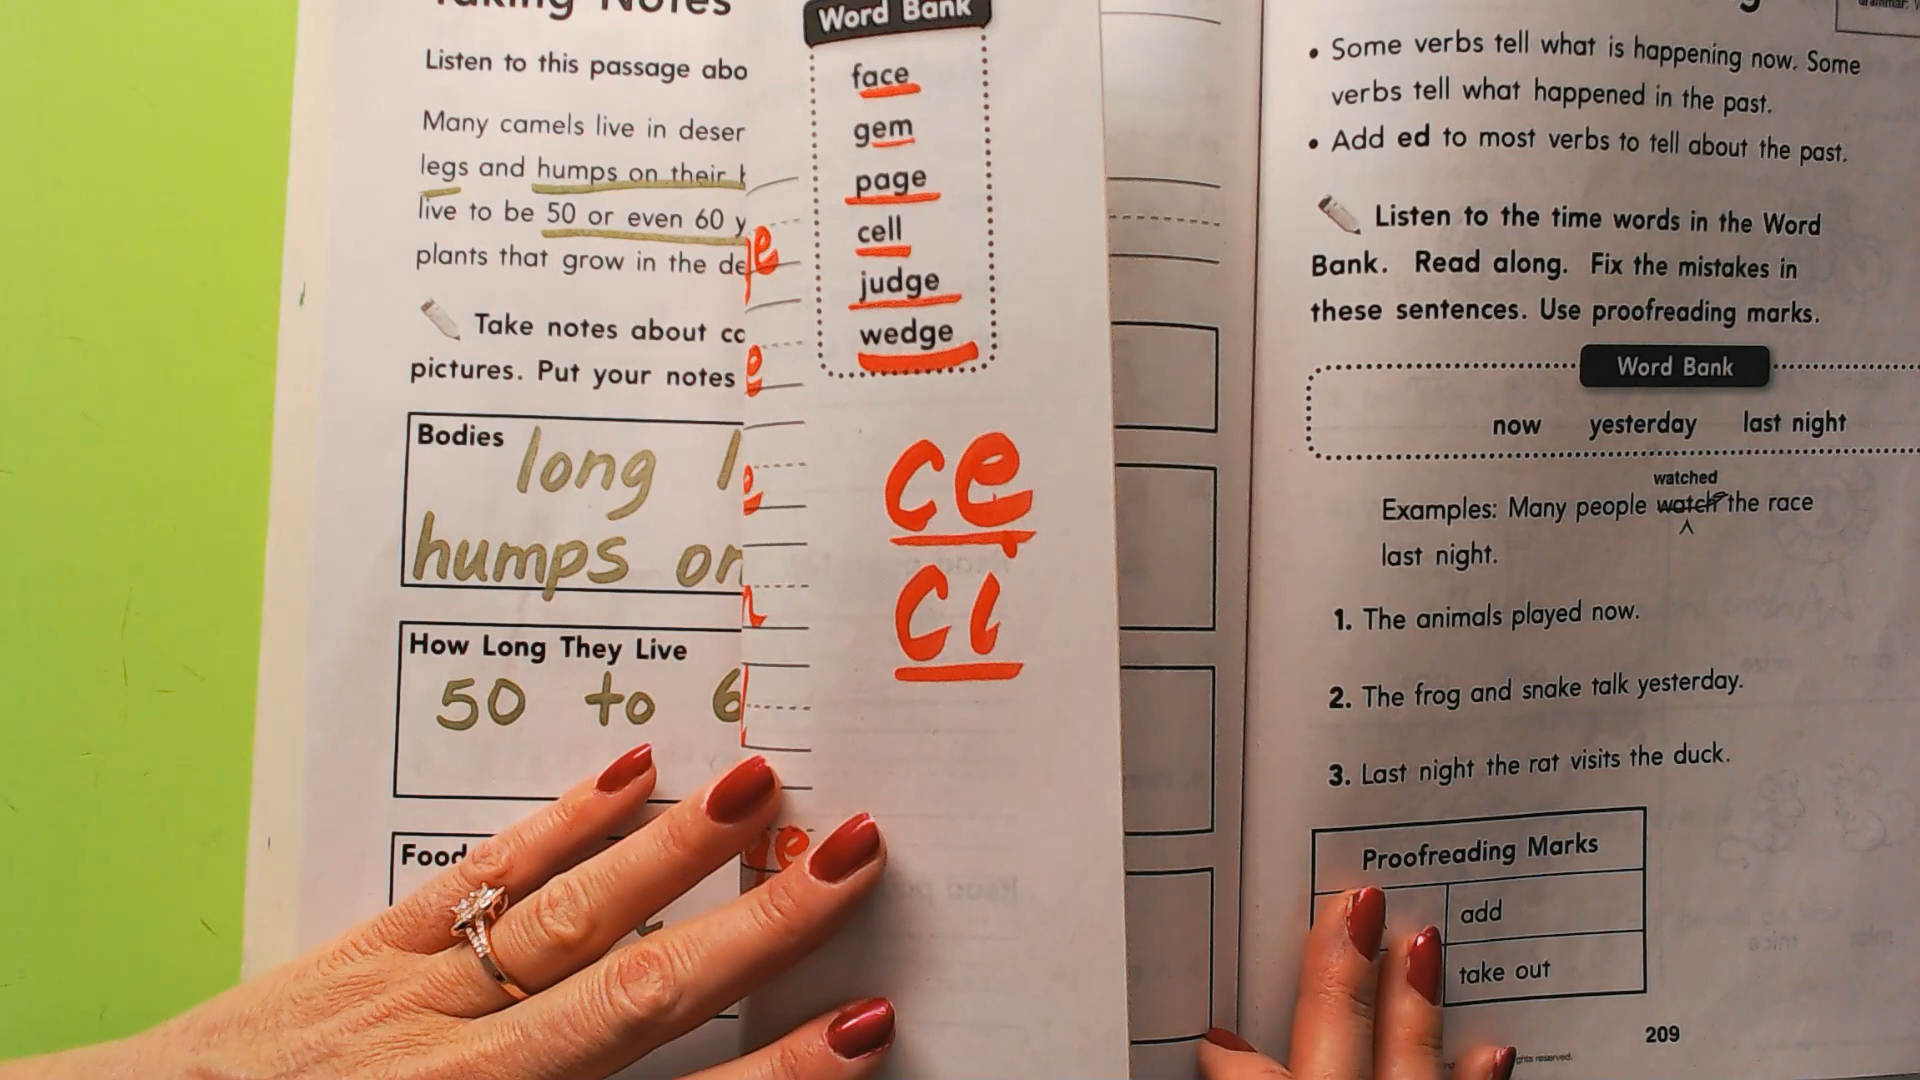 Taking Notes
Listen to this passage abo
Many camels live in deser
legs and humps on their
live to be 50 or even 60 y
plants that grow in the de
Take notes about
pictures. Put your notes
Bodies
long
humps on
How Long They Live
50 to 6
Food
Word Bank
face
gem
page
cell
judge
wedge
ce
ci
• Some verbs tell what is happening now. Some
verbs tell what happened in the past.
• Add ed to most verbs to tell about the past.
Listen to the time words in the Word
Bank. Read along. Fix the mistakes in
these sentences. Use proofreading marks.
Word Bank
now yesterday last night
watched
Examples: Many people watch the race
last night.
1. The animals played now.
2. The frog and snake talk yesterday.
3. Last night the rat visits the duck.
Proofreading Marks
add
take out
209